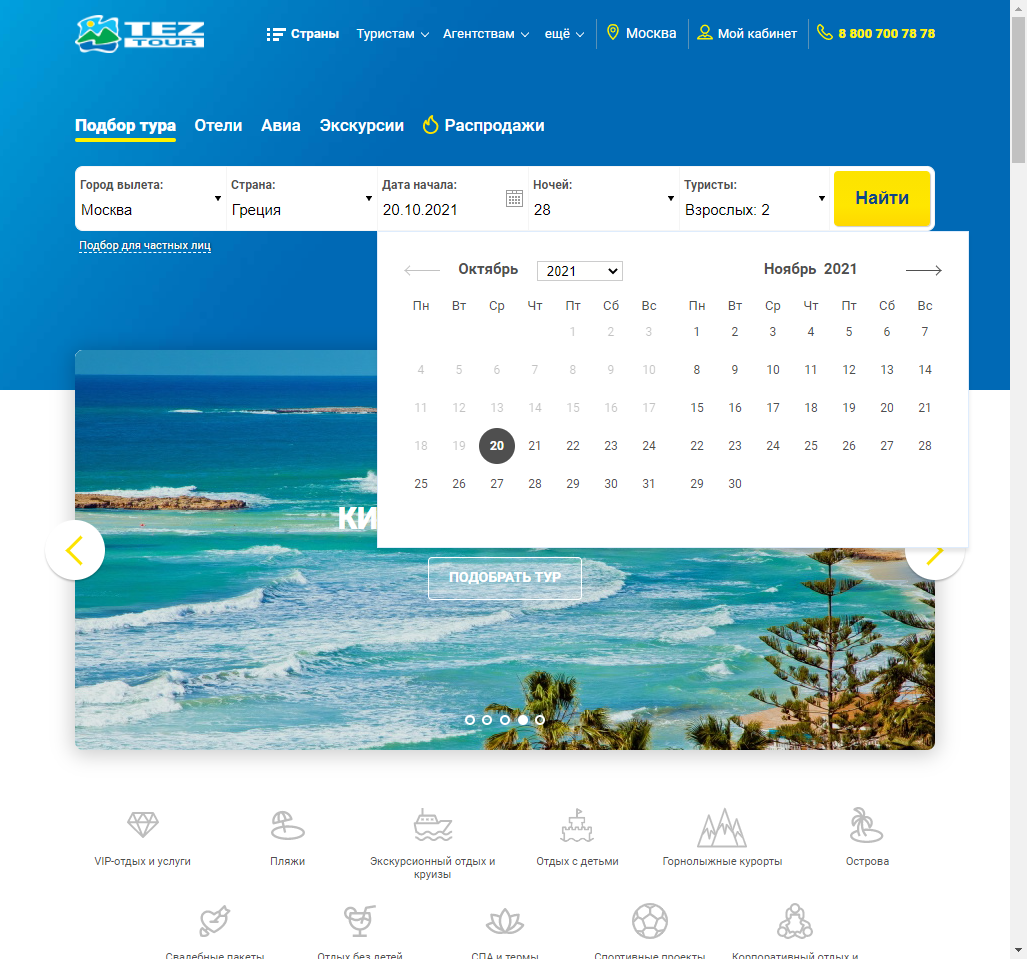 TEZ TOUR
Страны Туристам Агентствам ещё Москва Мой кабинет 8 800 700 78 78
Подбор тура Отели Авиа Экскурсии Распродажи
Город вылета: Страна: Дата начала: Ночей: Туристы:
Москва Греция 20.10.2021 28 Взрослых: 2 Найти
Подбор для частных лиц
Октябрь 2021 Ноябрь 2021
Пн Вт Ср Чт Пт Сб Вс Пн Вт Ср Чт Пт Сб Вс
1 2 3 1 2 3 4 5 6 7
4 5 6 7 8 9 10 8 9 10 11 12 13 14
11 12 13 14 15 16 17 15 16 17 18 19 20 21
18 19 20 21 22 23 24 22 23 24 25 26 27 28
25 26 27 28 29 30 31 29 30
КИ
ПОДОБРАТЬ ТУР
VIP-отдых и услуги Пляжи Экскурсионный отдых и круизы Отдых с детьми Горнолыжные курорты Острова
Свадебные пакеты Отдых без детей СПА и термы Спортивные проекты Корпоративный отдых и